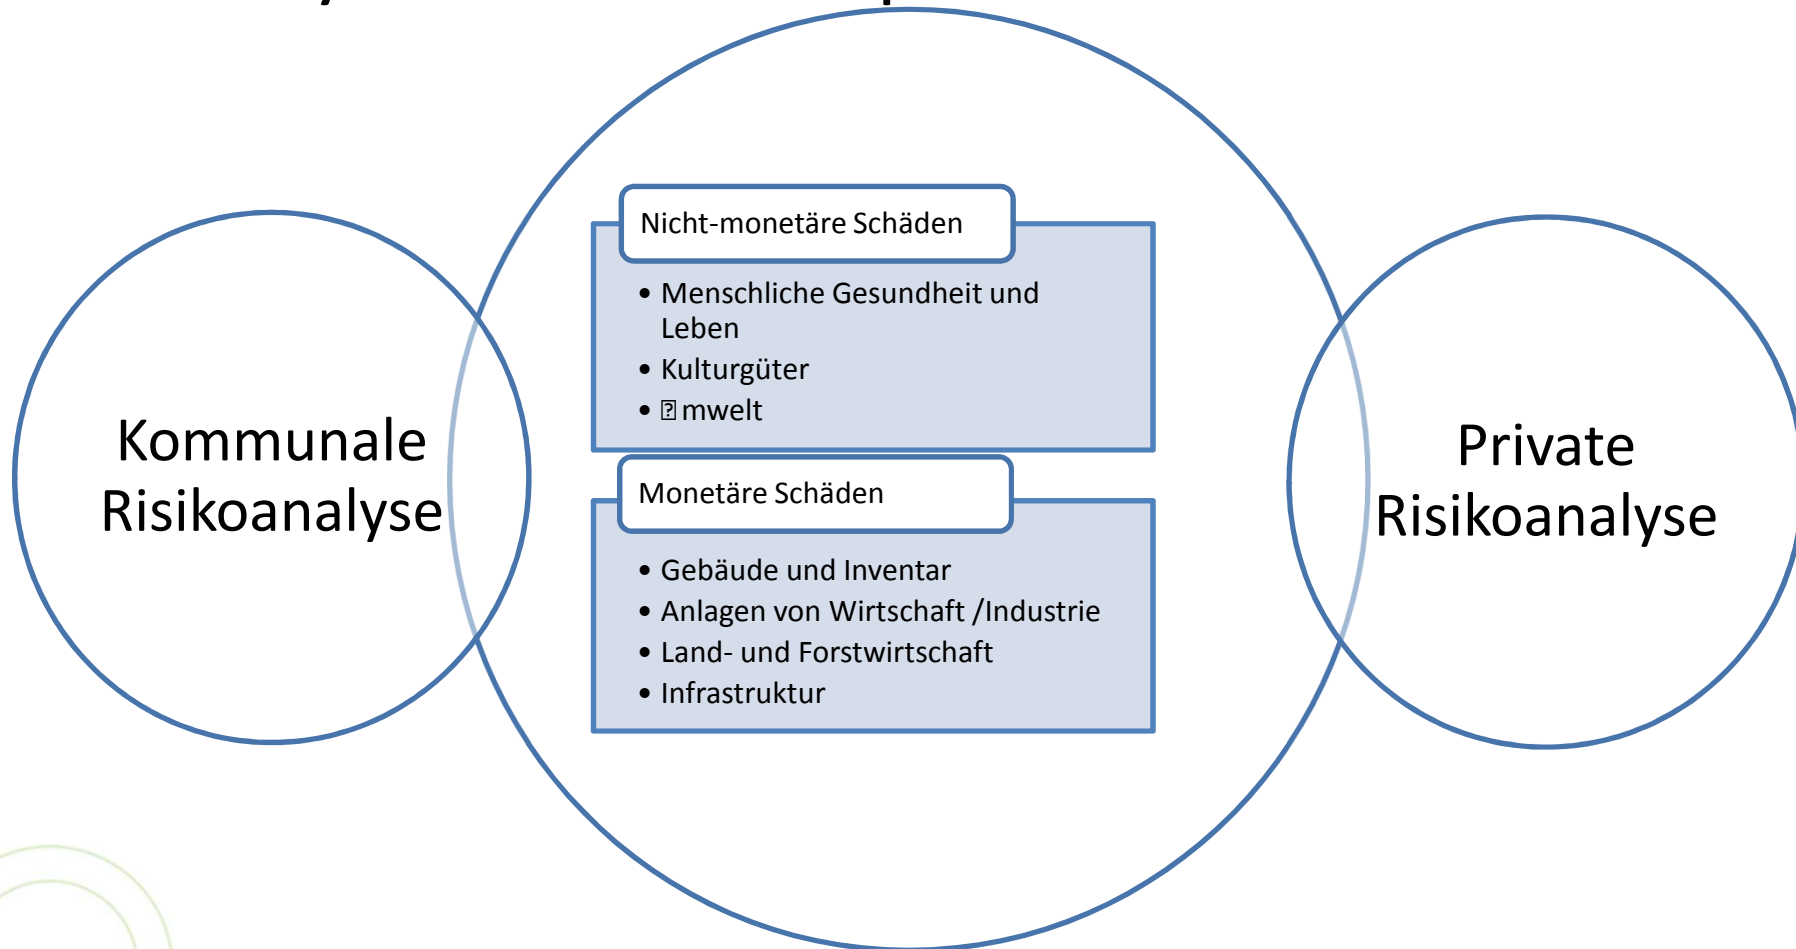 Kommunale
Risikoanalyse
Nicht-monetäre Schäden
• Menschliche Gesundheit und
Leben
• Kulturgüter
• mwelt
Monetäre Schäden
• Gebäude und Inventar
• Anlagen von Wirtschaft /Industrie
• Land- und Forstwirtschaft
• Infrastruktur
Private
Risikoanalyse